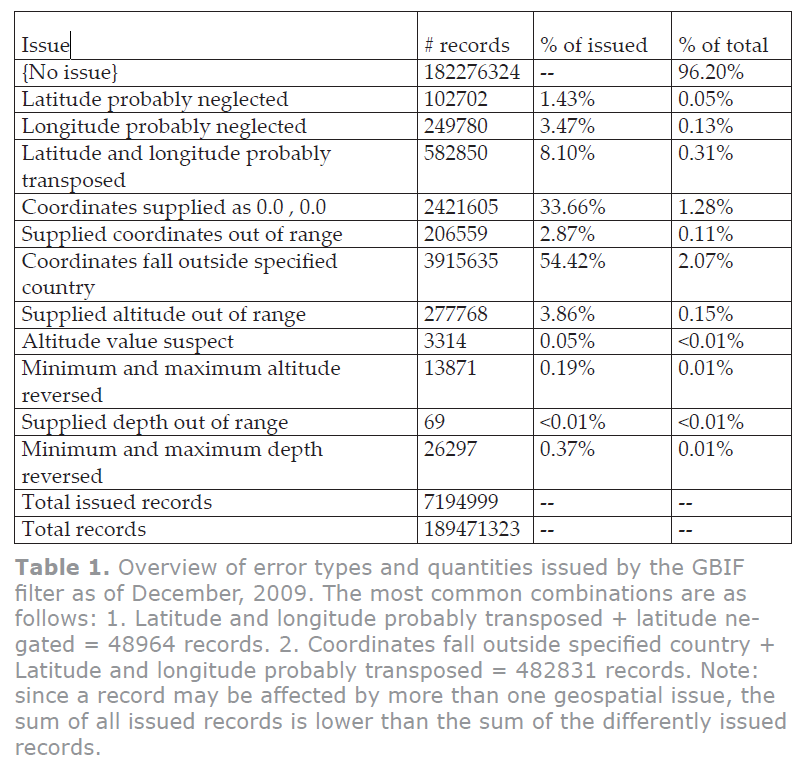 Issue # records % of issued % of total
{No issue} 182276324 -- 96.20%
Latitude probably neglected 102702 1.43% 0.05%
Longitude probably neglected 249780 3.47% 0.13%
Latitude and longitude probably 582850 8.10% 0.31%
transposed
Coordinates supplied as 0.0 , 0.0 2421605 33.66% 1.28%
Supplied coordinates out of range 206559 2.87% 0.11%
Coordinates fall outside specified 3915635 54.42% 2.07%
country
Supplied altitude out of range 277768 3.86% 0.15%
Altitude value suspect 3314 0.05% <0.01%
Minimum and maximum altitude 13871 0.19% 0.01%
reversed
Supplied depth out of range 69 <0.01% <0.01%
Minimum and maximum depth 26297 0.37% 0.01%
reversed
Total issued records 7194999 -- --
Total records 189471323 -- --
Table 1. Overview of error types and quantities issued by the GBIF
filter as of December, 2009. The most common combinations are as
follows: 1. Latitude and longitude probably transposed + latitude ne-
gated = 48964 records. 2. Coordinates fall outside specified country +
Latitude and longitude probably transposed = 482831 records. Note:
since a record may be affected by more than one geospatial issue, the
sum of all issued records is lower than the sum of the differently issued
records.